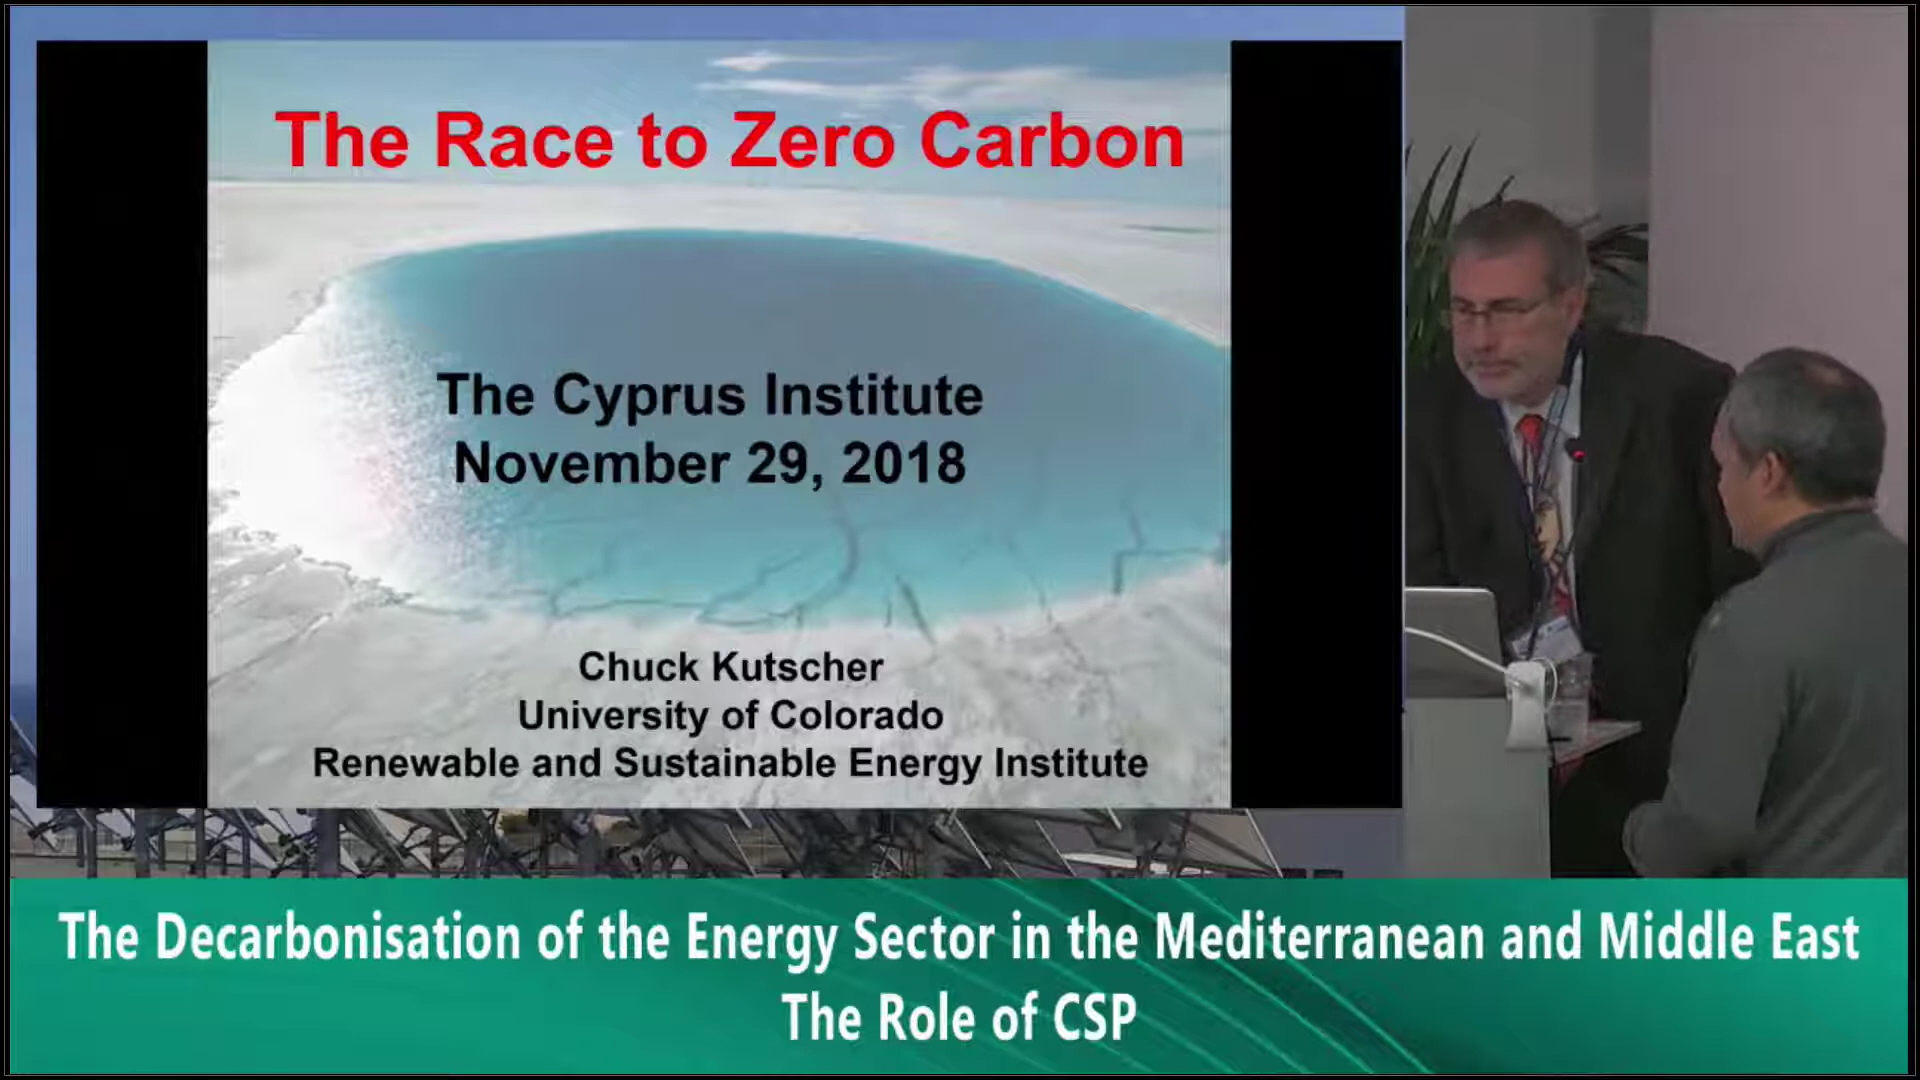 The Race to Zero Carbon
The Cyprus Institute
November 29, 2018
Chuck Kutscher
University of Colorado
Renewable and Sustainable Energy Institute
The Decarbonisation of the Energy Sector in the Mediterranean and Middle East
The Role of CSP